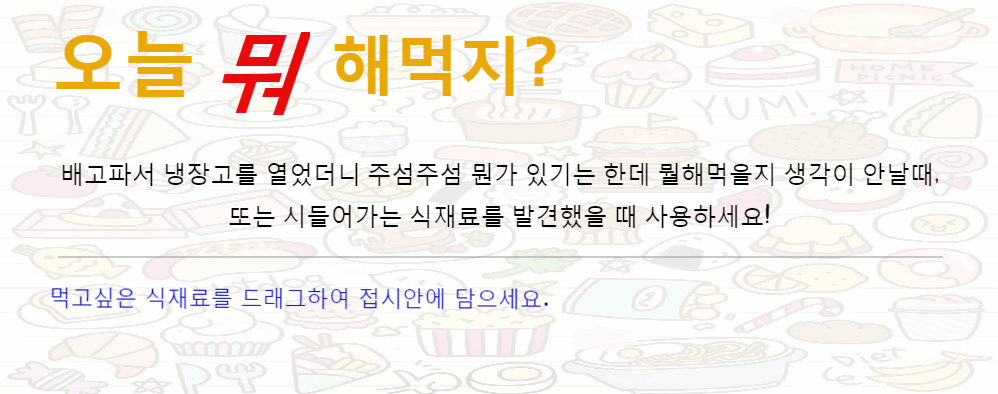 오늘 뭐 해먹지?
HOME
PICNIC
YUM!
배고파서 냉장고를 열었더니 주섬주섬 뭔가 있기는 한데 뭘해먹을지 생각이 안날때,
또는 시들어가는 식재료를 발견했을 때 사용하세요!
먹고싶은 식재료를 드래그하여 접시안에 담으세요.
Diet